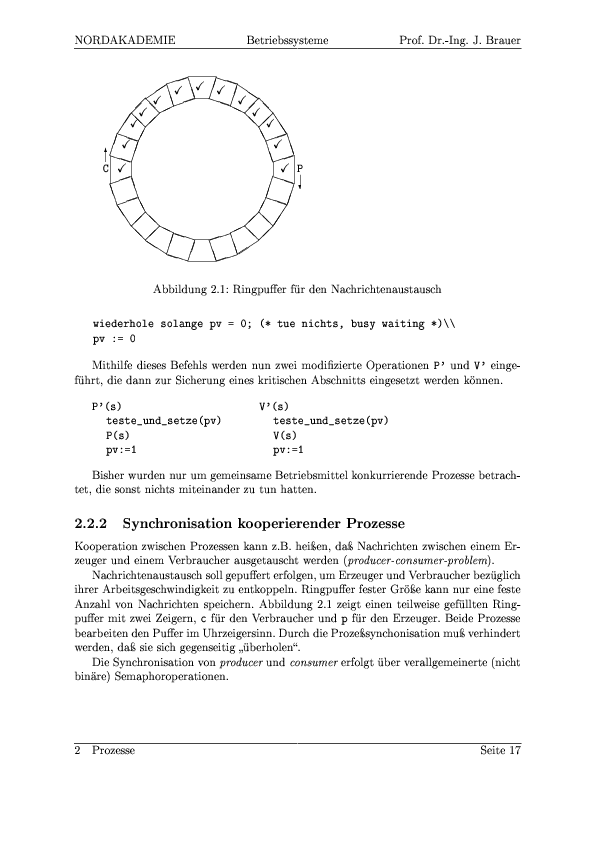 NORDAKADEMIE Betriebssysteme Prof. Dr.-Ing. J. Brauer
C P
Abbildung 2.1: Ringpuffer für den Nachrichtenaustausch
wiederhole solange pv = 0; (* tue nichts, busy waiting *)\\
pv := 0
Mithilfe dieses Befehls werden nun zwei modifizierte Operationen P' und V' einge-
führt, die dann zur Sicherung eines kritischen Abschnitts eingesetzt werden können.
P'(s) V'(s)
teste_und_setze(pv) teste_und_setze(pv)
P(s) V(s)
pv:=1 pv:=1
Bisher wurden nur um gemeinsame Betriebsmittel konkurrierende Prozesse betrach-
tet, die sonst nichts miteinander zu tun hatten.
2.2.2 Synchronisation kooperierender Prozesse
Kooperation zwischen Prozessen kann z.B. heißen, daß Nachrichten zwischen einem Er-
zeuger und einem Verbraucher ausgetauscht werden (producer-consumer-problem).
Nachrichtenaustausch soll gepuffert erfolgen, um Erzeuger und Verbraucher bezüglich
ihrer Arbeitsgeschwindigkeit zu entkoppeln. Ringpuffer fester Größe kann nur eine feste
Anzahl von Nachrichten speichern. Abbildung 2.1 zeigt einen teilweise gefüllten Ring-
puffer mit zwei Zeigern, c für den Verbraucher und p für den Erzeuger. Beide Prozesse
bearbeiten den Puffer im Uhrzeigersinn. Durch die Prozeßsynchonisation muß verhindert
werden, daß sie sich gegenseitig „überholen“.
Die Synchronisation von producer und consumer erfolgt über verallgemeinerte (nicht
binäre) Semaphoroperationen.
2 Prozesse Seite 17